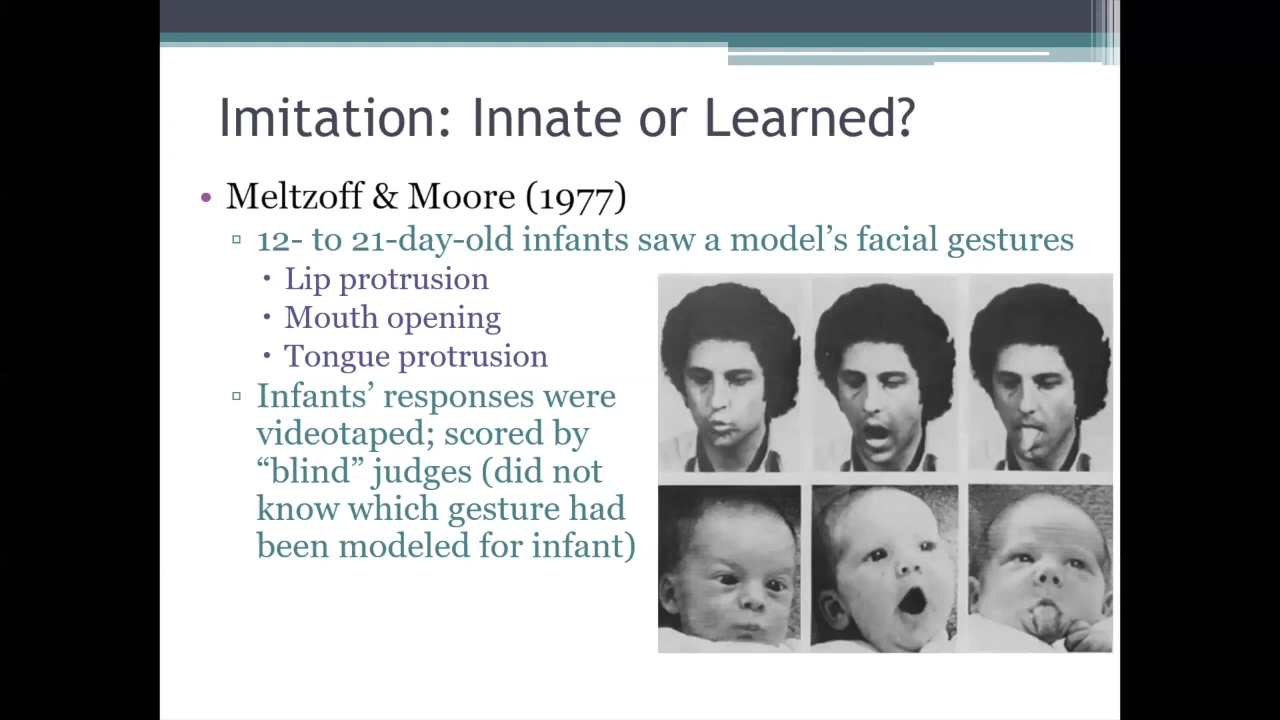 Imitation: Innate or Learned?
• Meltzoff & Moore (1977)
▫ 12- to 21-day-old infants saw a model’s facial gestures
▪ Lip protrusion
▪ Mouth opening
▪ Tongue protrusion
▫ Infants’ responses were
videotaped; scored by
“blind” judges (did not
know which gesture had
been modeled for infant)